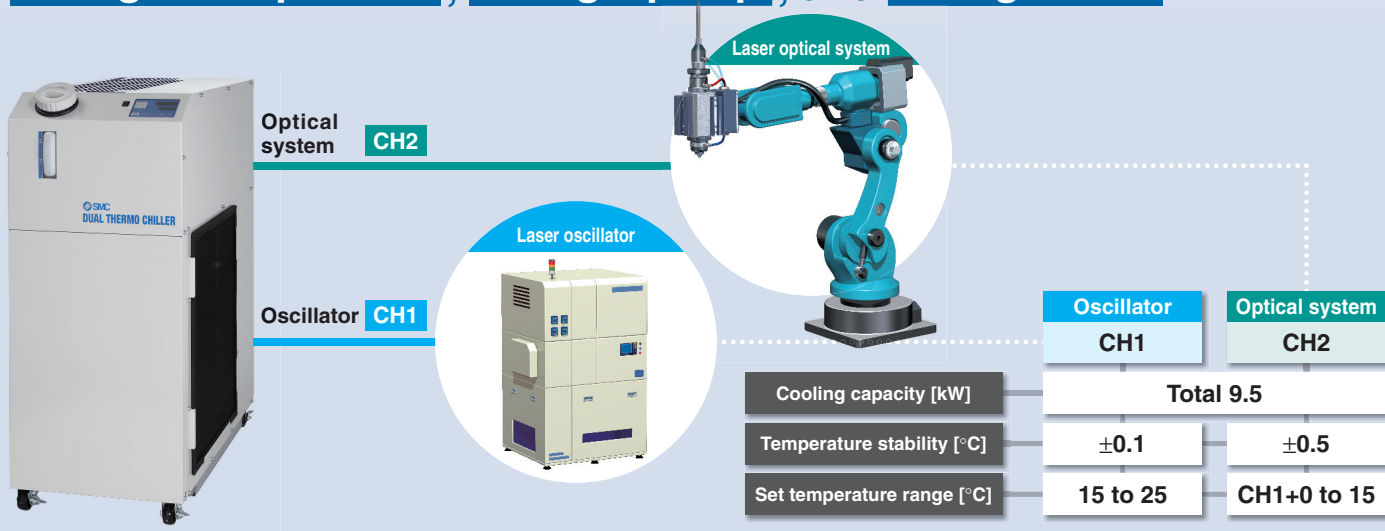 Laser optical system
Optical
system
CH2
SMC
DUAL THERMO CHILLER
Laser oscillator
Oscillator CH1
Oscillator Optical system
CH1 CH2
Cooling capacity [kW] Total 9.5
Temperature stability [°C] ±0.1 ±0.5
Set temperature range [°C] 15 to 25 CH1+0 to 15